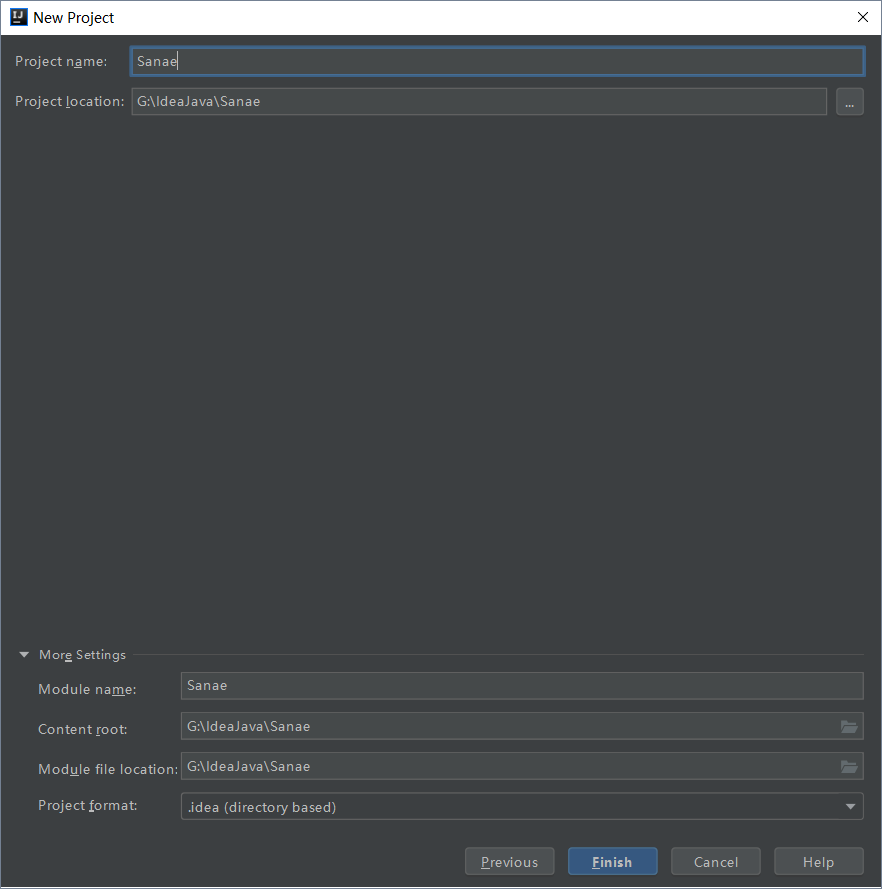 New Project
Project name: Sanae
Project location: G:\IdeaJava\Sanae ...
More Settings
Module name: Sanae
Content root: G:\IdeaJava\Sanae
Module file location: G:\IdeaJava\Sanae
Project format: .idea (directory based)
Previous Finish Cancel Help